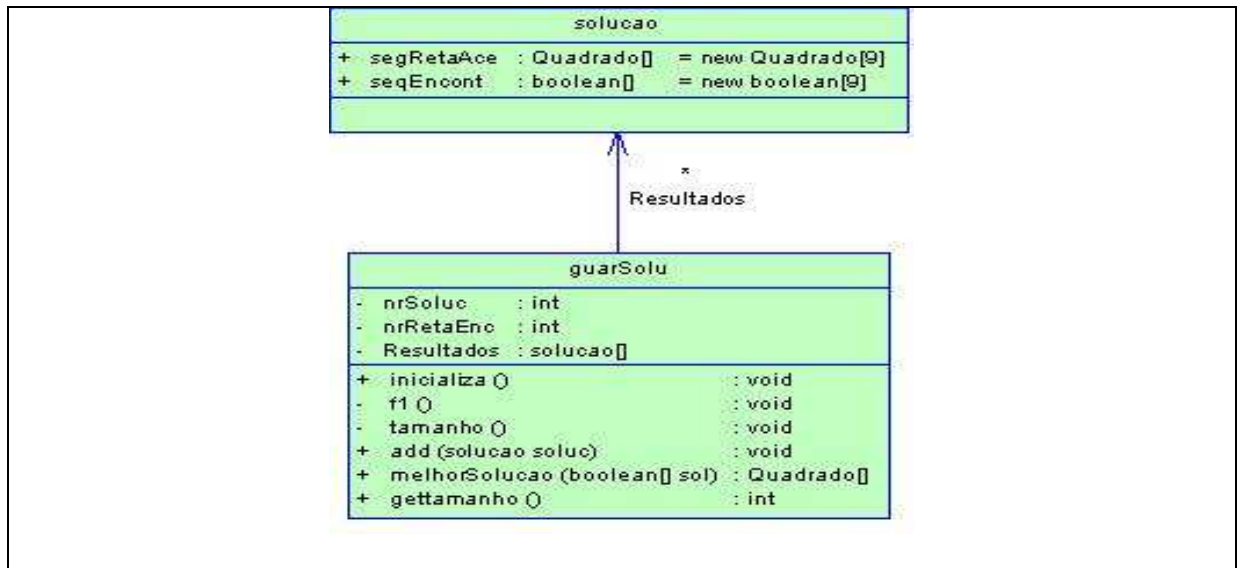 solucao
+ segRetaAce : Quadrado[] = new Quadrado[9]
+ seqEncont : boolean[] = new boolean[9]
*
Resultados
guarSolu
- nrSoluc : int
- nrRetaEnc : int
- Resultados : solucao[]
+ inicializa () : void
- f1 () : void
- tamanho () : void
+ add (solucao soluc) : void
+ melhorSolucao (boolean[] sol) : Quadrado[]
+ gettamanho () : int